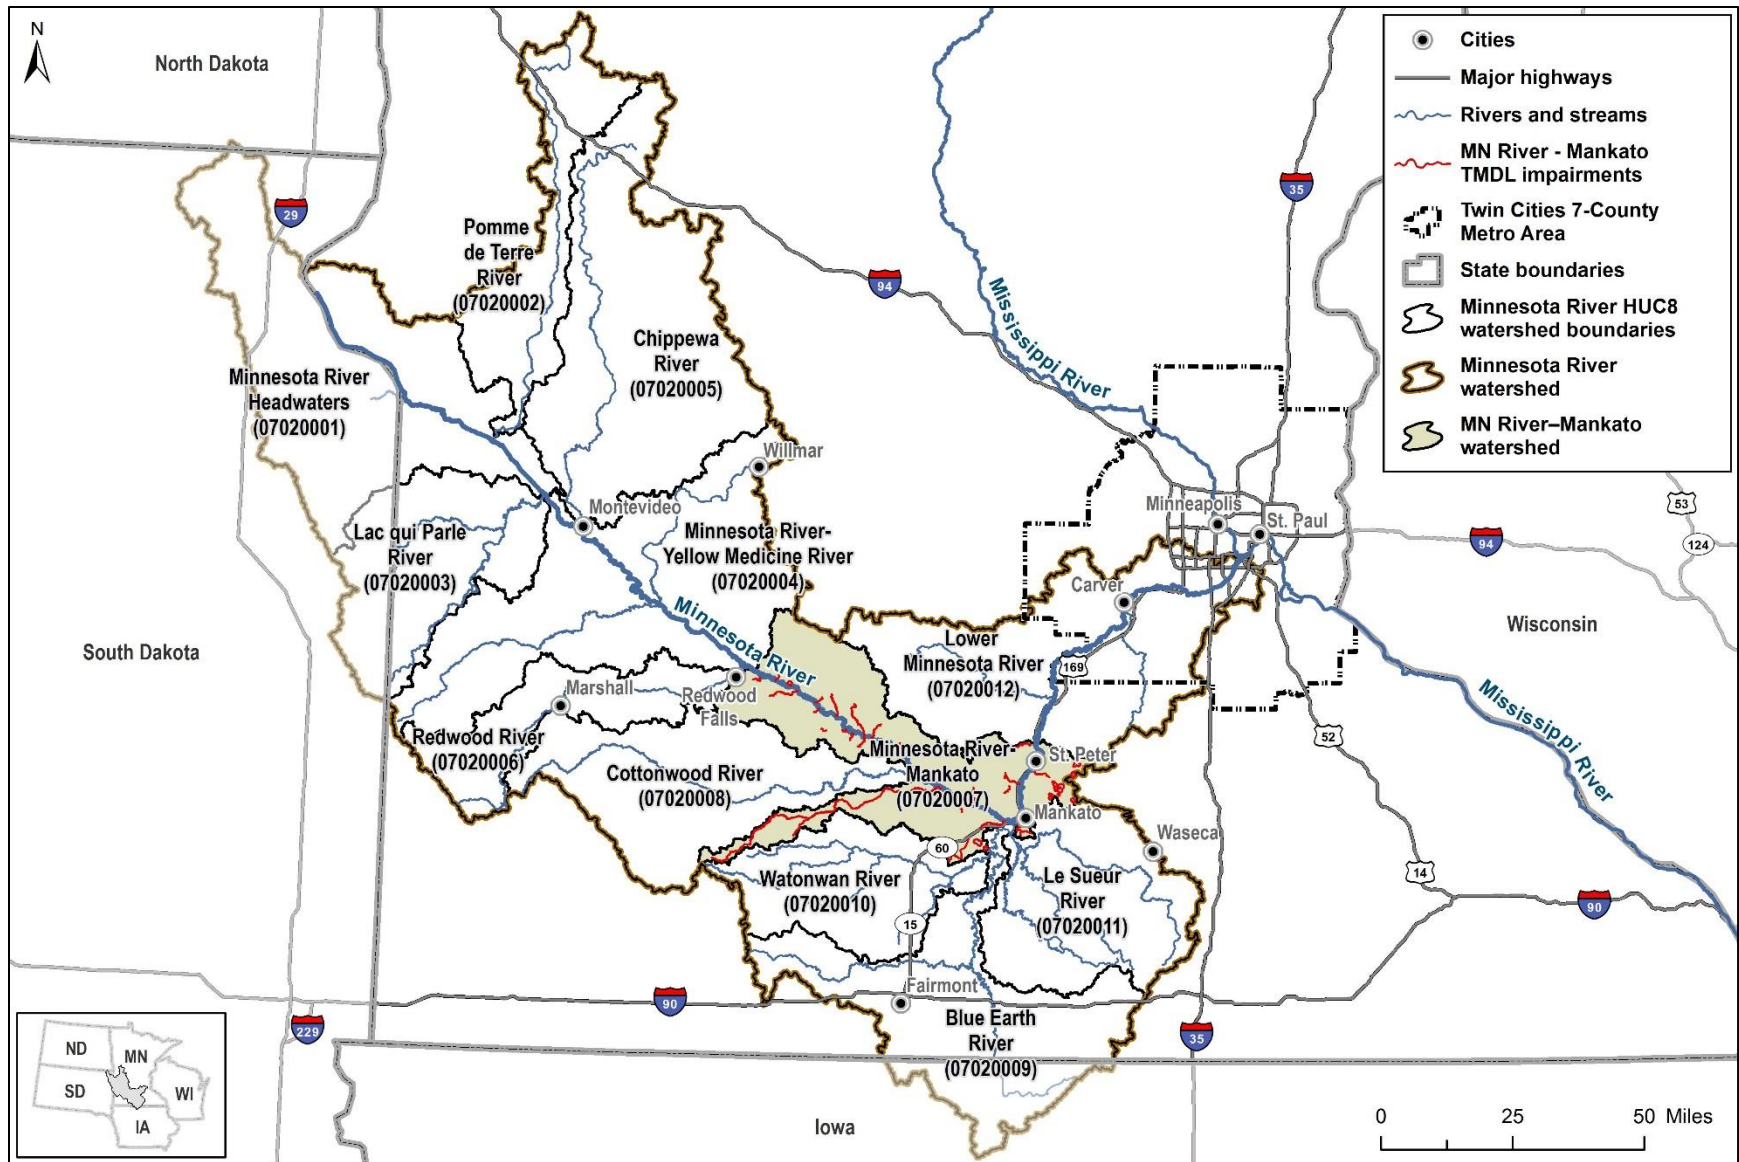 N
North Dakota
29
Pomme
de Terre
River
(07020002)
94
35
Mississippi River
Chippewa
River
(07020005)
Minnesota River
Headwaters
(07020001)
Willmar
Montevideo
Minneapolis
St. Paul
53
124
94
Lac qui Parle
River
(07020003)
Minnesota River-
Yellow Medicine River
(07020004)
Carver
Minnesota River
Wisconsin
South Dakota
Lower
Minnesota River
(07020012)
169
Marshall
Redwood
Falls
Mississippi River
52
Redwood River
(07020006)
Cottonwood River
(07020008)
Minnesota River-
Mankato
(07020007)
St. Peter
Mankato
Waseca
60
14
Watonwan River
(07020010)
Le Sueur
River
(07020011)
90
15
Fairmont
90
229
Blue Earth
River
(07020009)
35
Iowa
Cities
Major highways
Rivers and streams
MN River - Mankato
TMDL impairments
Twin Cities 7-County
Metro Area
State boundaries
Minnesota River HUC8
watershed boundaries
Minnesota River
watershed
MN River–Mankato
watershed
ND
MN
SD
WI
IA
0 25 50 Miles